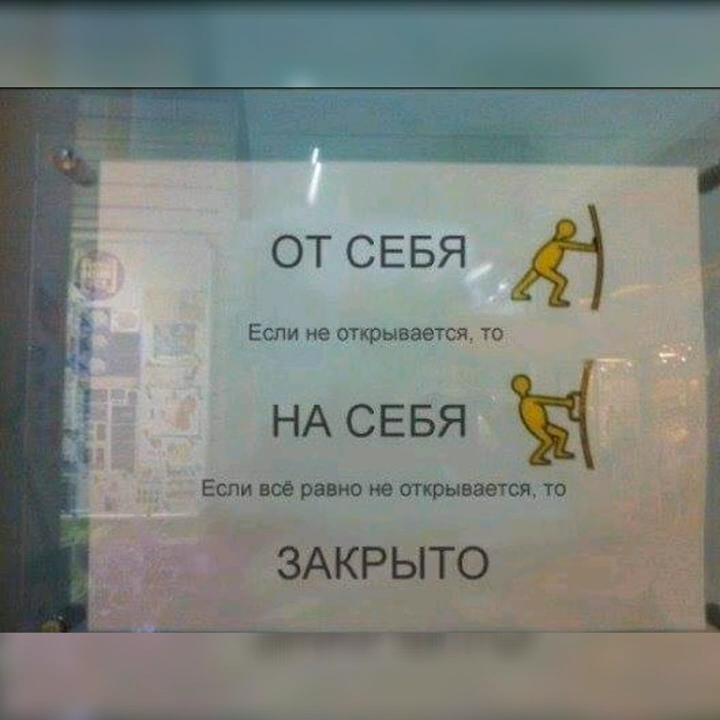 ОТ СЕБЯ
Если не открывается, то
НА СЕБЯ
Если всё равно не открывается, то
ЗАКРЫТО